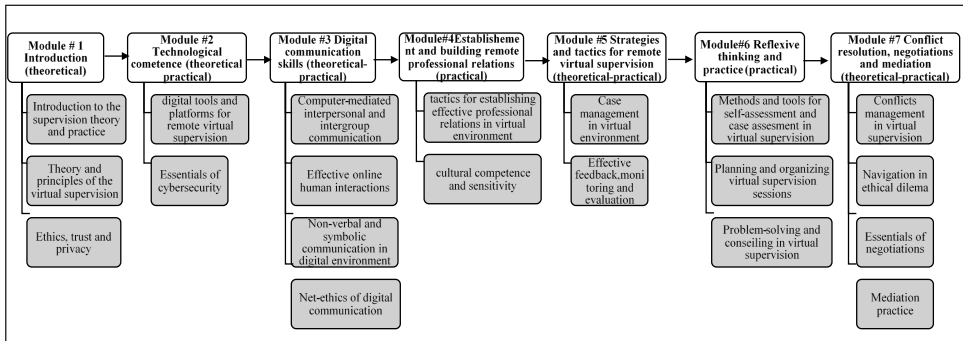 Module # 1
Introduction
(theoretical)
Introduction to the
supervision theory
and practice
Theory and
principles of the
virtual supervision
Ethics, trust and
privacy
Module #2
Technological
cometence (theoretical
practical)
digital tools and
platforms for
remote virtual
supervision
Essentials of
cybersecurity
Module #3 Digital
communication
skills (theoretical-
practical)
Computer-mediated
interpersonal and
intergroup
communication
Effective online
human interactions
Non-verbal and
symbolic
communication in
digital environment
Net-ethics of digital
communication
Module#4Establisheme
nt and building remote
professional relations
(practical)
tactics for establishing
effective professional
relations in virtual
environment
cultural competence
and sensitivity
Module #5 Strategies
and tactics for remote
virtual supervision
(theoretical-practical)
Case
management
in virtual
environment
Effective
feedback,moni
toring and
evaluation
Module#6 Reflexive
thinking and
practice (practical)
Methods and tools for
self-assessment and
case assesment in
virtual supervision
Planning and organizing
virtual supervision
sessions
Problem-solving and
conseiling in virtual
supervision
Module #7 Conflict
resolution, negotiations
and mediation
(theoretical-practical)
Conflicts
management in
virtual supervision
Navigation in
ethical dilema
Essentials of
negotiations
Mediation
practice